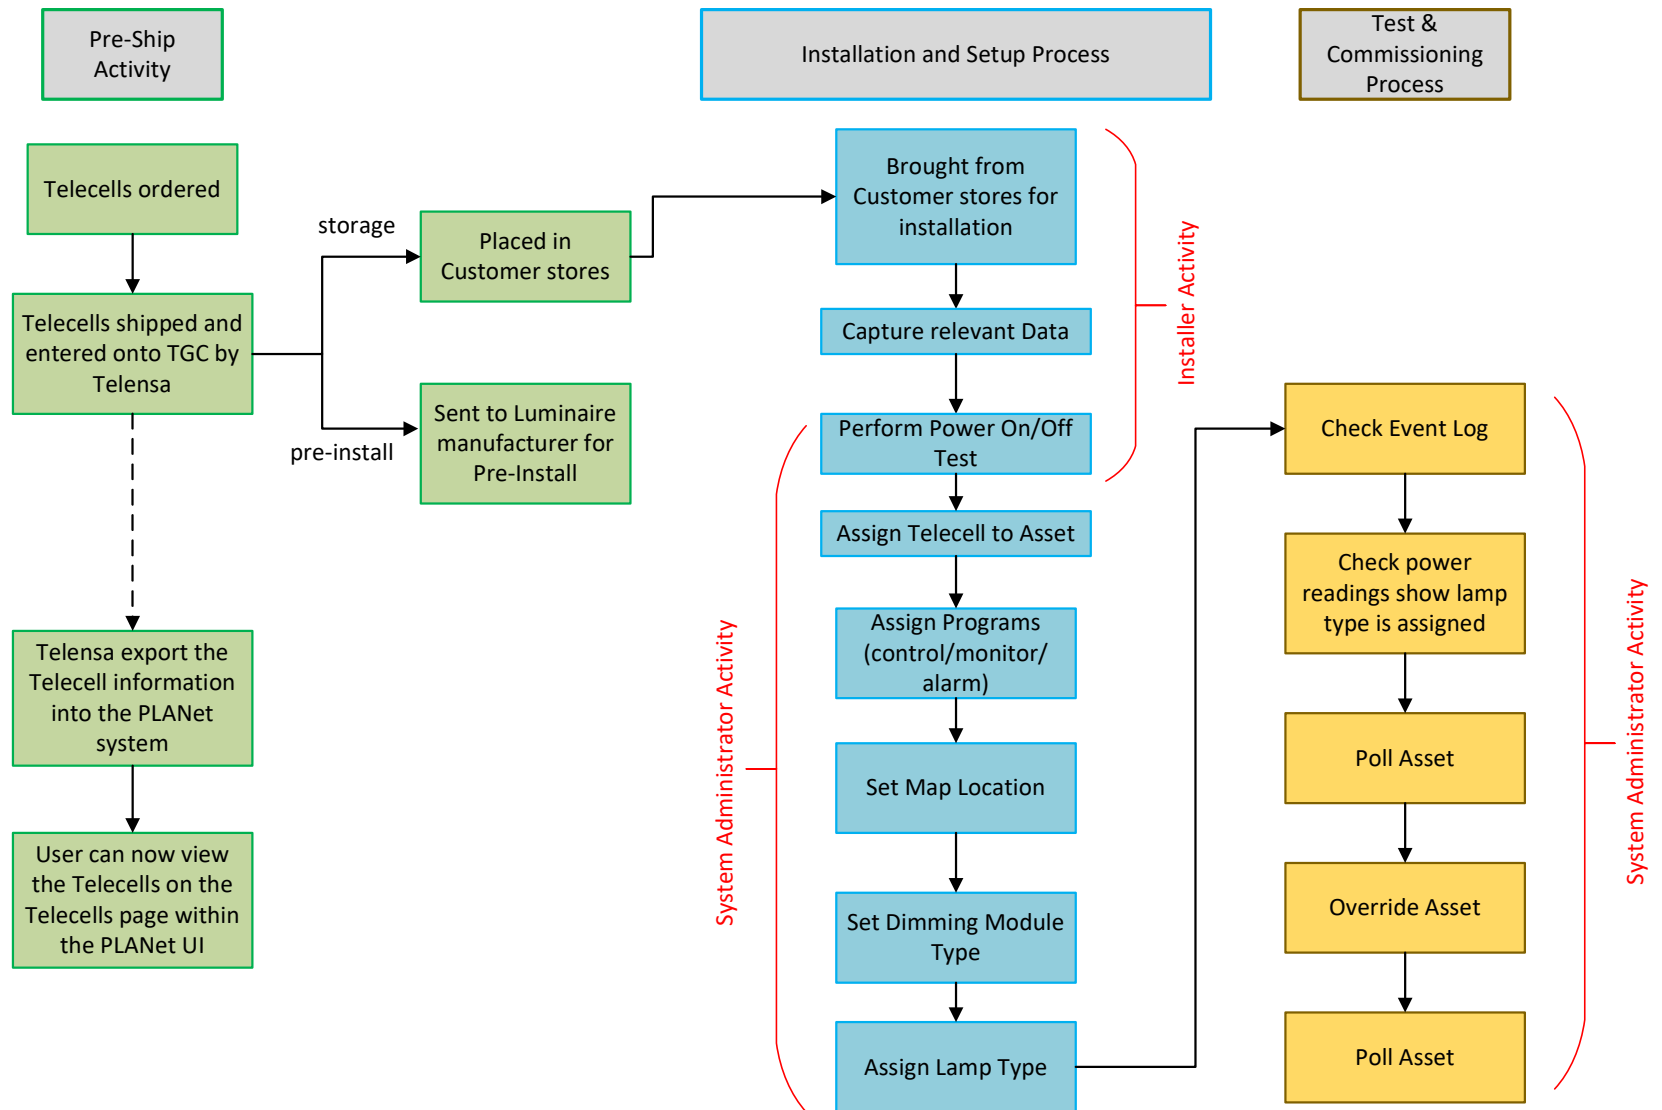 Pre-Ship
Activity
Installation and Setup Process
Test &
Commissioning
Process
Telecells ordered
Telecells shipped and
entered onto TGC by
Telensa
storage
pre-install
Placed in
Customer stores
Sent to Luminaire
manufacturer for
Pre-Install
Telensa export the
Telecell information
into the PLANet
system
User can now view
the Telecells on the
Telecells page within
the PLANet UI
Brought from
Customer stores for
installation
Capture relevant Data
Perform Power On/Off
Test
Assign Telecell to Asset
Assign Programs
(control/monitor/
alarm)
Set Map Location
Set Dimming Module
Type
Assign Lamp Type
Installer Activity
System Administrator Activity
Check Event Log
Check power
readings show lamp
type is assigned
Poll Asset
Override Asset
Poll Asset
System Administrator Activity